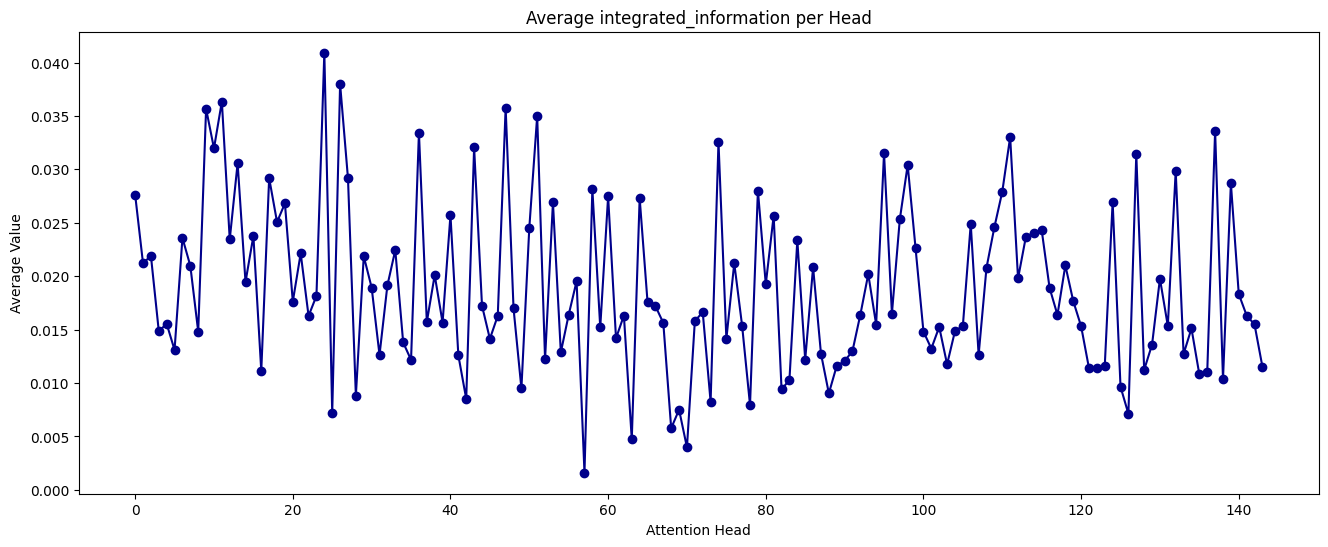 Average integrated_information per Head
Average Value
0.040
0.035
0.030
0.025
0.020
0.015
0.010
0.005
0.000
0 20 40 60 80 100 120 140
Attention Head